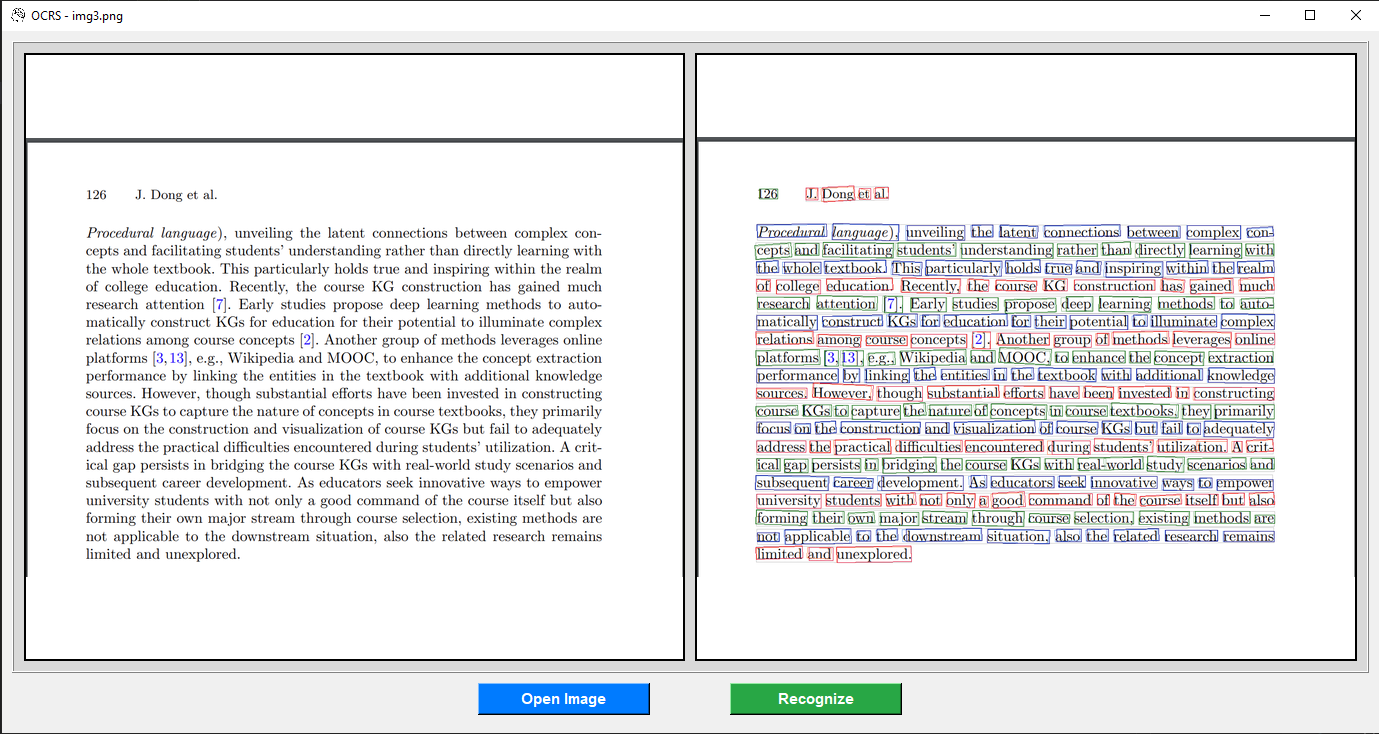 OCRS - img3.png
126 J. Dong et al.
Procedural language), unveiling the latent connections between complex con-
cepts and facilitating students' understanding rather than directly learning with
the whole textbook. This particularly holds true and inspiring within the realm
of college education. Recently, the course KG construction has gained much
research attention [7]. Early studies propose deep learning methods to auto-
matically construct KGs for education for their potential to illuminate complex
relations among course concepts [2]. Another group of methods leverages online
platforms [3,13], e.g., Wikipedia and MOOC, to enhance the concept extraction
performance by linking the entities in the textbook with additional knowledge
sources. However, though substantial efforts have been invested in constructing
course KGs to capture the nature of concepts in course textbooks, they primarily
focus on the construction and visualization of course KGs but fail to adequately
address the practical difficulties encountered during students' utilization. A crit-
ical gap persists in bridging the course KGs with real-world study scenarios and
subsequent career development. As educators seek innovative ways to empower
university students with not only a good command of the course itself but also
forming their own major stream through course selection, existing methods are
not applicable to the downstream situation, also the related research remains
limited and unexplored.
126 J. Dong et al.
Procedural language), unveiling the latent connections between complex con-
cepts and facilitating students' understanding rather than directly learning with
the whole textbook. This particularly holds true and inspiring within the realm
of college education. Recently, the course KG construction has gained much
research attention [7]. Early studies propose deep learning methods to auto-
matically construct KGs for education for their potential to illuminate complex
relations among course concepts [2]. Another group of methods leverages online
platforms [3,13], e.g., Wikipedia and MOOC, to enhance the concept extraction
performance by linking the entities in the textbook with additional knowledge
sources. However, though substantial efforts have been invested in constructing
course KGs to capture the nature of concepts in course textbooks, they primarily
focus on the construction and visualization of course KGs but fail to adequately
address the practical difficulties encountered during students' utilization. A crit-
ical gap persists in bridging the course KGs with real-world study scenarios and
subsequent career development. As educators seek innovative ways to empower
university students with not only a good command of the course itself but also
forming their own major stream through course selection, existing methods are
not applicable to the downstream situation, also the related research remains
limited and unexplored.
Open Image
Recognize